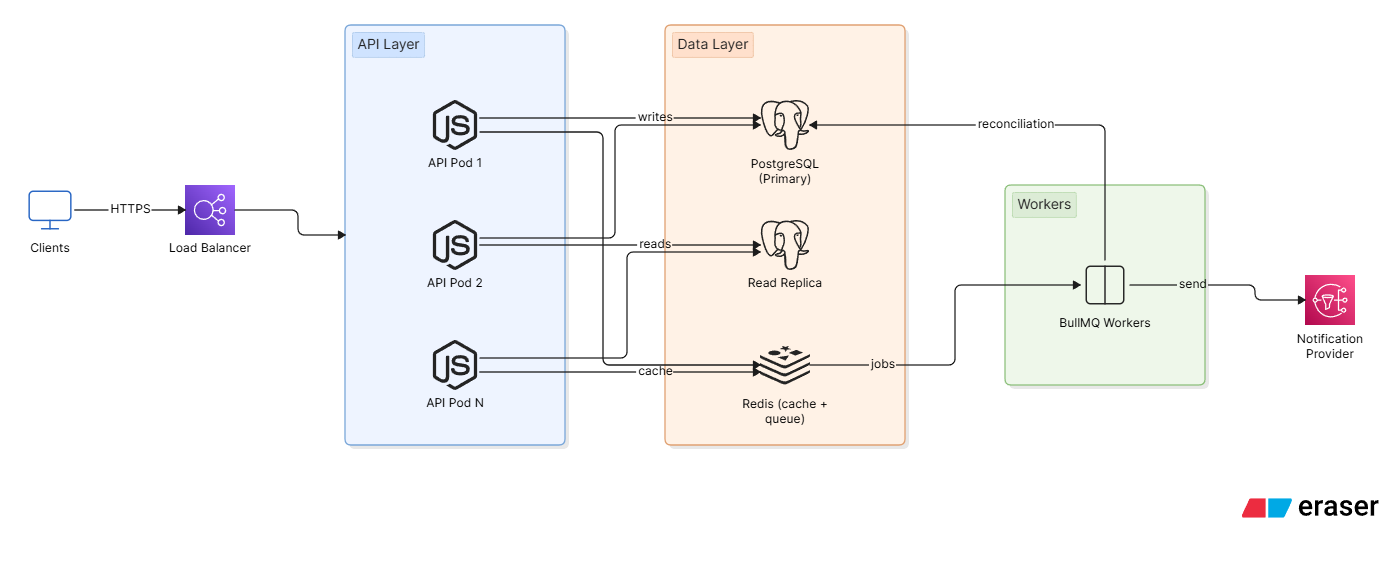 API Layer
Data Layer
writes
reconciliation
API Pod 1
PostgreSQL
(Primary)
Workers
HTTPS
Clients
Load Balancer
reads
API Pod 2
Read Replica
send
BullMQ Workers
Notification
Provider
jobs
cache
API Pod N
Redis (cache +
queue)
JS
JS
JS
eraser